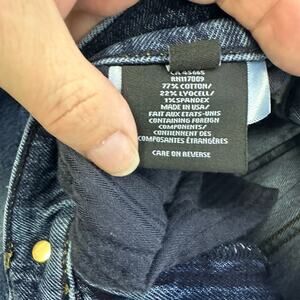 CA 45665
RN117009
77% COTTON/
22% LYOCELL/
1% SPANDEX
MADE IN USA/
FAIT AUX ETATS-UNIS
CONTAINING FOREIGN
COMPONENTS/
CONTIENNENT DES
COMPOSANTES ÉTRANGÈRES
CARE ON REVERSE